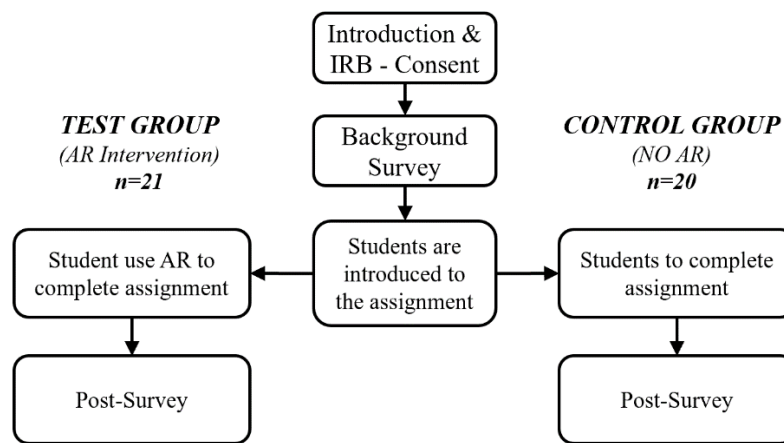 Introduction &
IRB - Consent
TEST GROUP
(AR Intervention)
n=21
Background
Survey
CONTROL GROUP
(NO AR)
n=20
Student use AR to
complete assignment
Students are
introduced to
the assignment
Students to complete
assignment
Post-Survey
Post-Survey